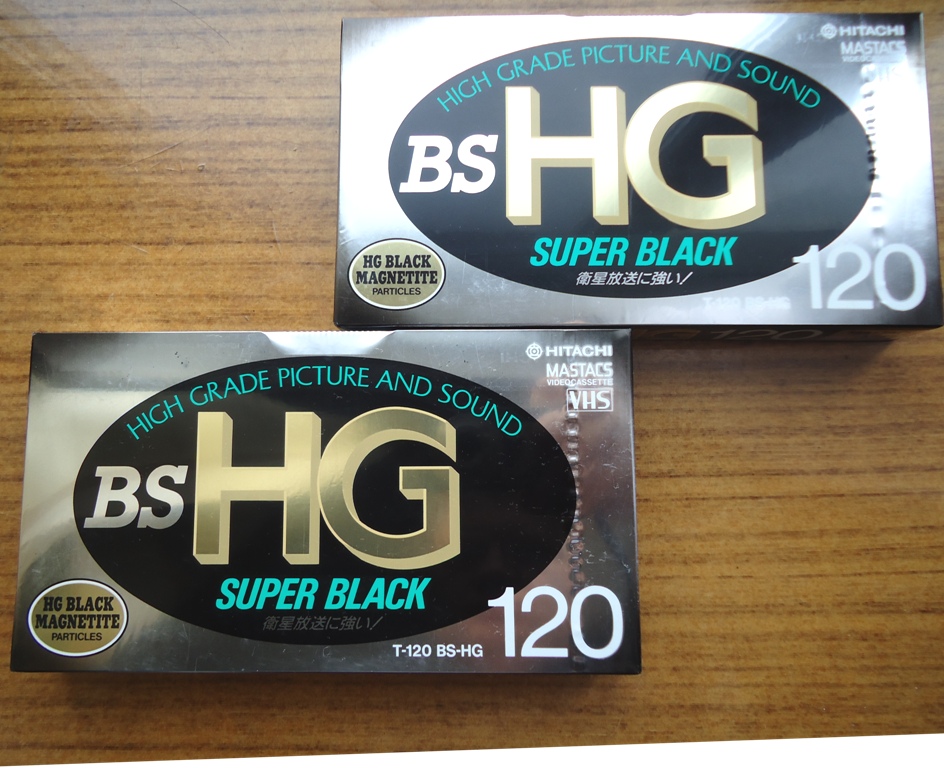 HITACHI
MASTACS
VIDEOCASSETTE
HIGH GRADE PICTURE AND SOUND
BS HG
SUPER BLACK
衛星放送に強い!
HG BLACK
MAGNETITE
PARTICLES
120
T-120 BS-HG
120
HITACHI
MASTACS
VIDEOCASSETTE
VHS
HIGH GRADE PICTURE AND SOUND
BS HG
SUPER BLACK
衛星放送に強い!
HG BLACK
MAGNETITE
PARTICLES
T-120 BS-HG
120